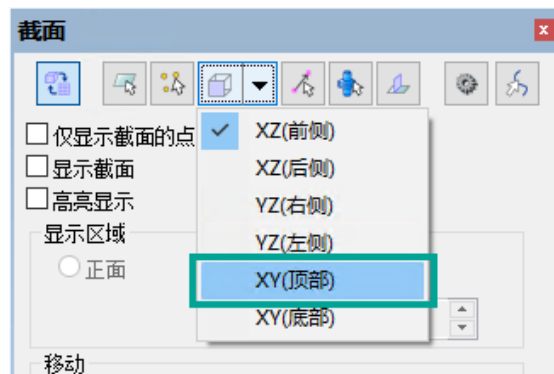 截面
仅显示截面的点
显示截面
高亮显示
显示区域
正面
XZ(前侧)
XZ(后侧)
YZ(右侧)
YZ(左侧)
XY(顶部)
XY(底部)
移动